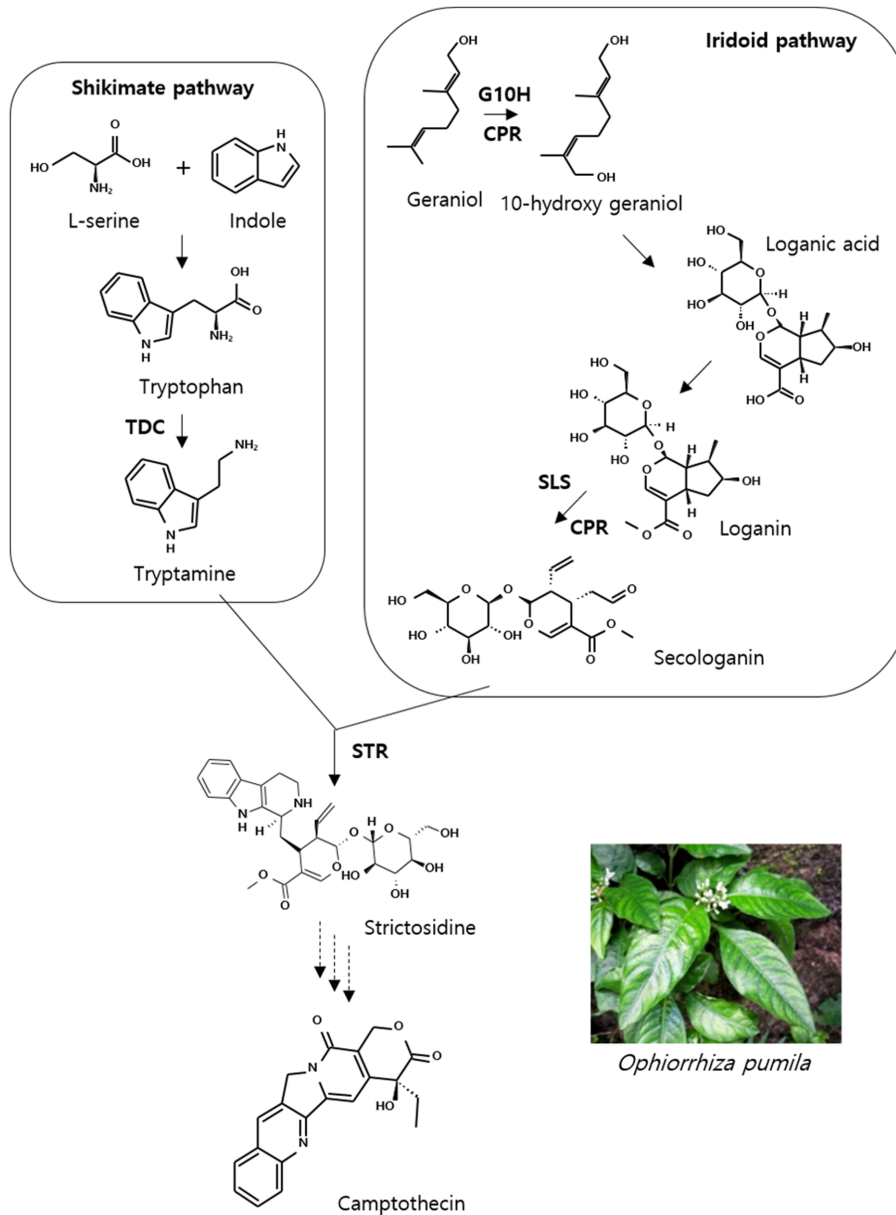 Shikimate pathway
HO
O
OH
NH₂
+
H
N
L-serine
Indole
OH
O
NH₂
N
H
Tryptophan
TDC
NH₂
N
H
Tryptamine
Iridoid pathway
OH
Geraniol
G10H
CPR
OH
OH
10-hydroxy geraniol
Loganic acid
HO
HO
O
HO
OH
H
O
H
O
OH
H
HO
O
HO
HO
O
HO
OH
H
O
H
O
OH
H
O
O
Loganin
SLS
CPR
HO
O
O
O
HO
OH
OH
O
O
O
Secologanin
STR
N
H
NH
H
O
H
OH
O
O
O
HO
OH
OH
O
Strictosidine
O
N
O
O
HO
N
Camptothecin
Ophiorrhiza pumila